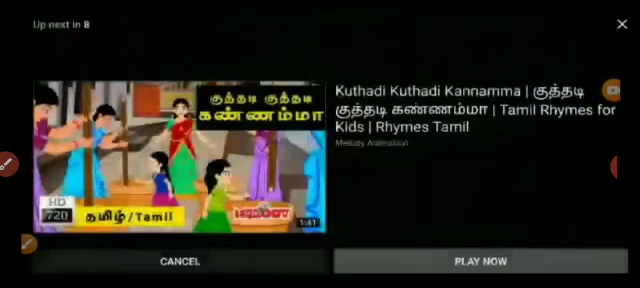 Up next in 8
குத்தடி குத்தடி
கண்ணம்மா
HD
720
தமிழ்/Tamil
1:41
Kuthadi Kuthadi Kannamma | குத்தடி
குத்தடி கண்ணம்மா | Tamil Rhymes for
Kids | Rhymes Tamil
Melody Animation
CANCEL
PLAY NOW